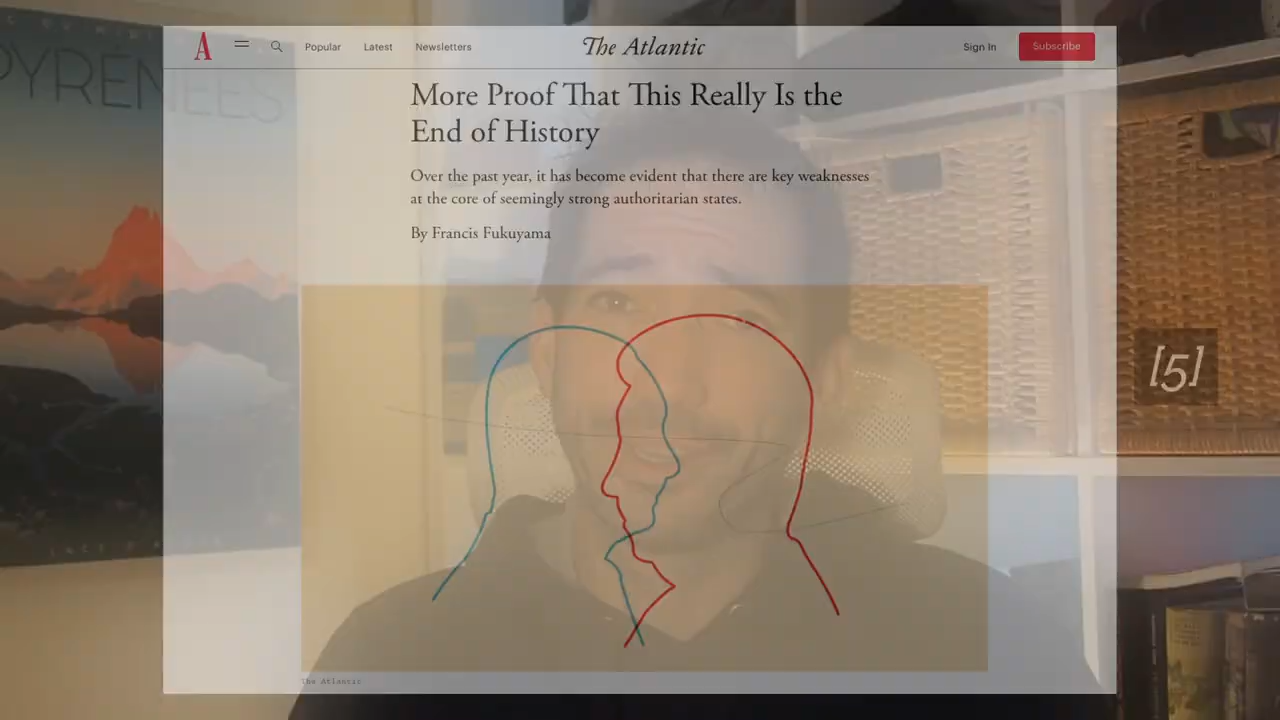 PYRÉNÉES
A
Popular
Latest
Newsletters
The Atlantic
Sign In
Subscribe
More Proof That This Really Is the
End of History
Over the past year, it has become evident that there are key weaknesses
at the core of seemingly strong authoritarian states.
By Francis Fukuyama
[5]
The Atlantic